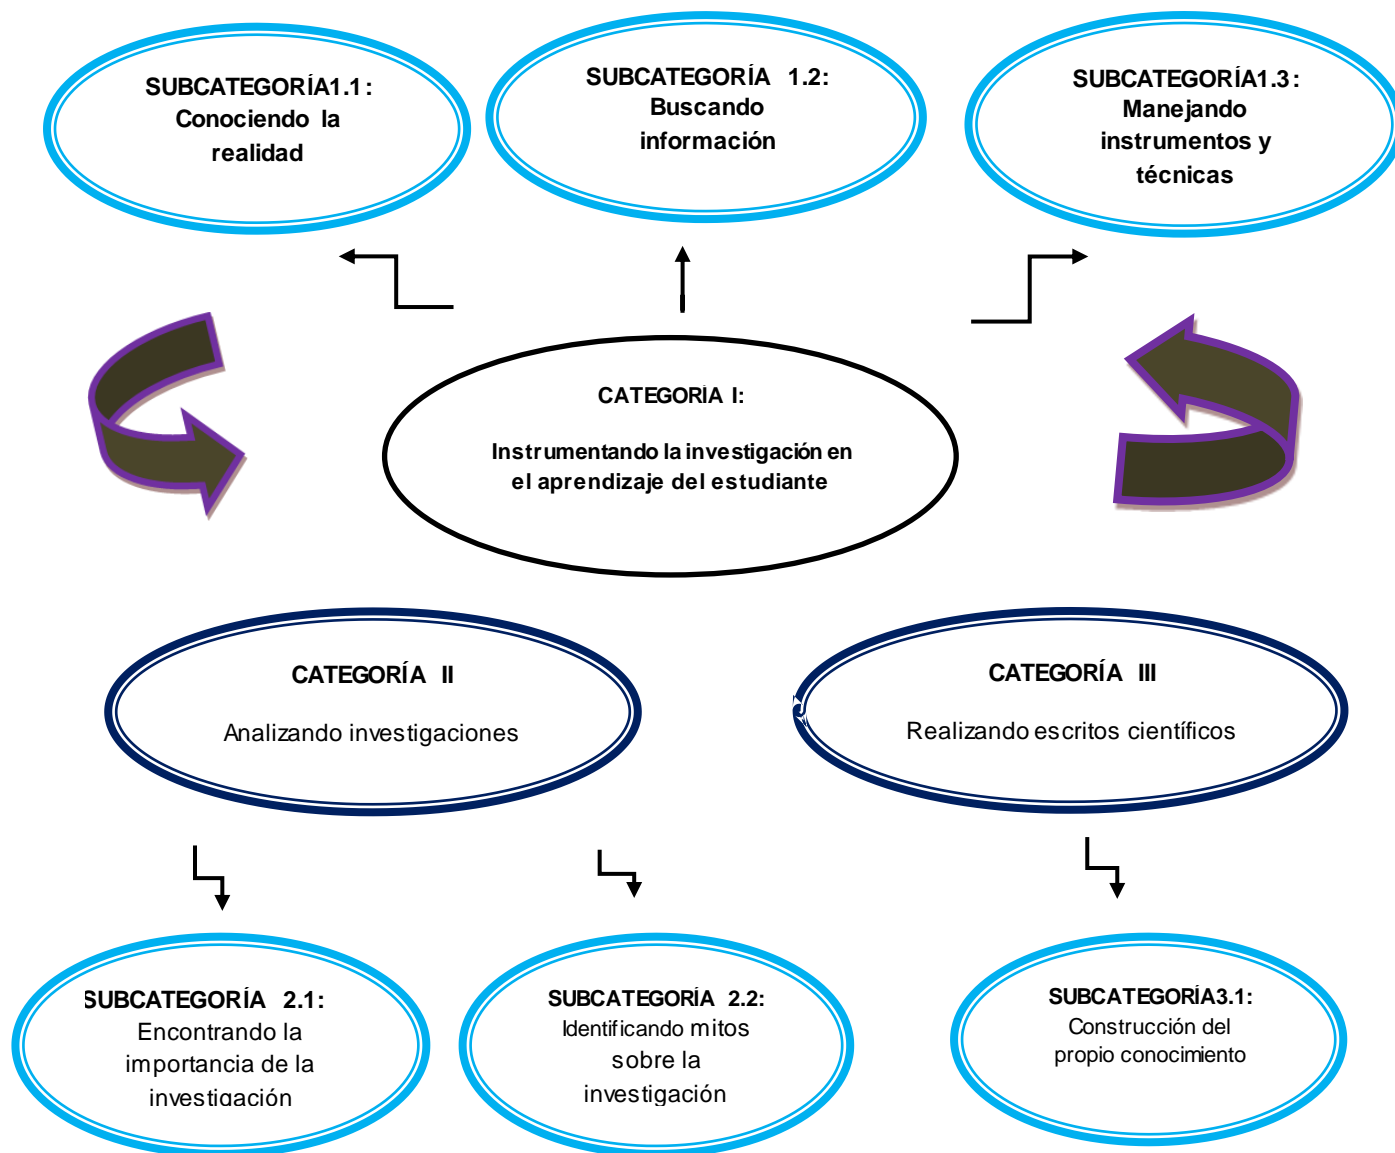 SUBCATEGORÍA1.1:
Conociendo la
realidad
SUBCATEGORÍA 1.2:
Buscando
información
SUBCATEGORÍA1.3:
Manejando
instrumentos y
técnicas
CATEGORÍA I:
Instrumentando la investigación en
el aprendizaje del estudiante
CATEGORÍA II
Analizando investigaciones
CATEGORÍA III
Realizando escritos científicos
SUBCATEGORÍA 2.1:
Encontrando la
importancia de la
investigación
SUBCATEGORÍA 2.2:
Identificando mitos
sobre la
investigación
SUBCATEGORÍA3.1:
Construcción del
propio conocimiento